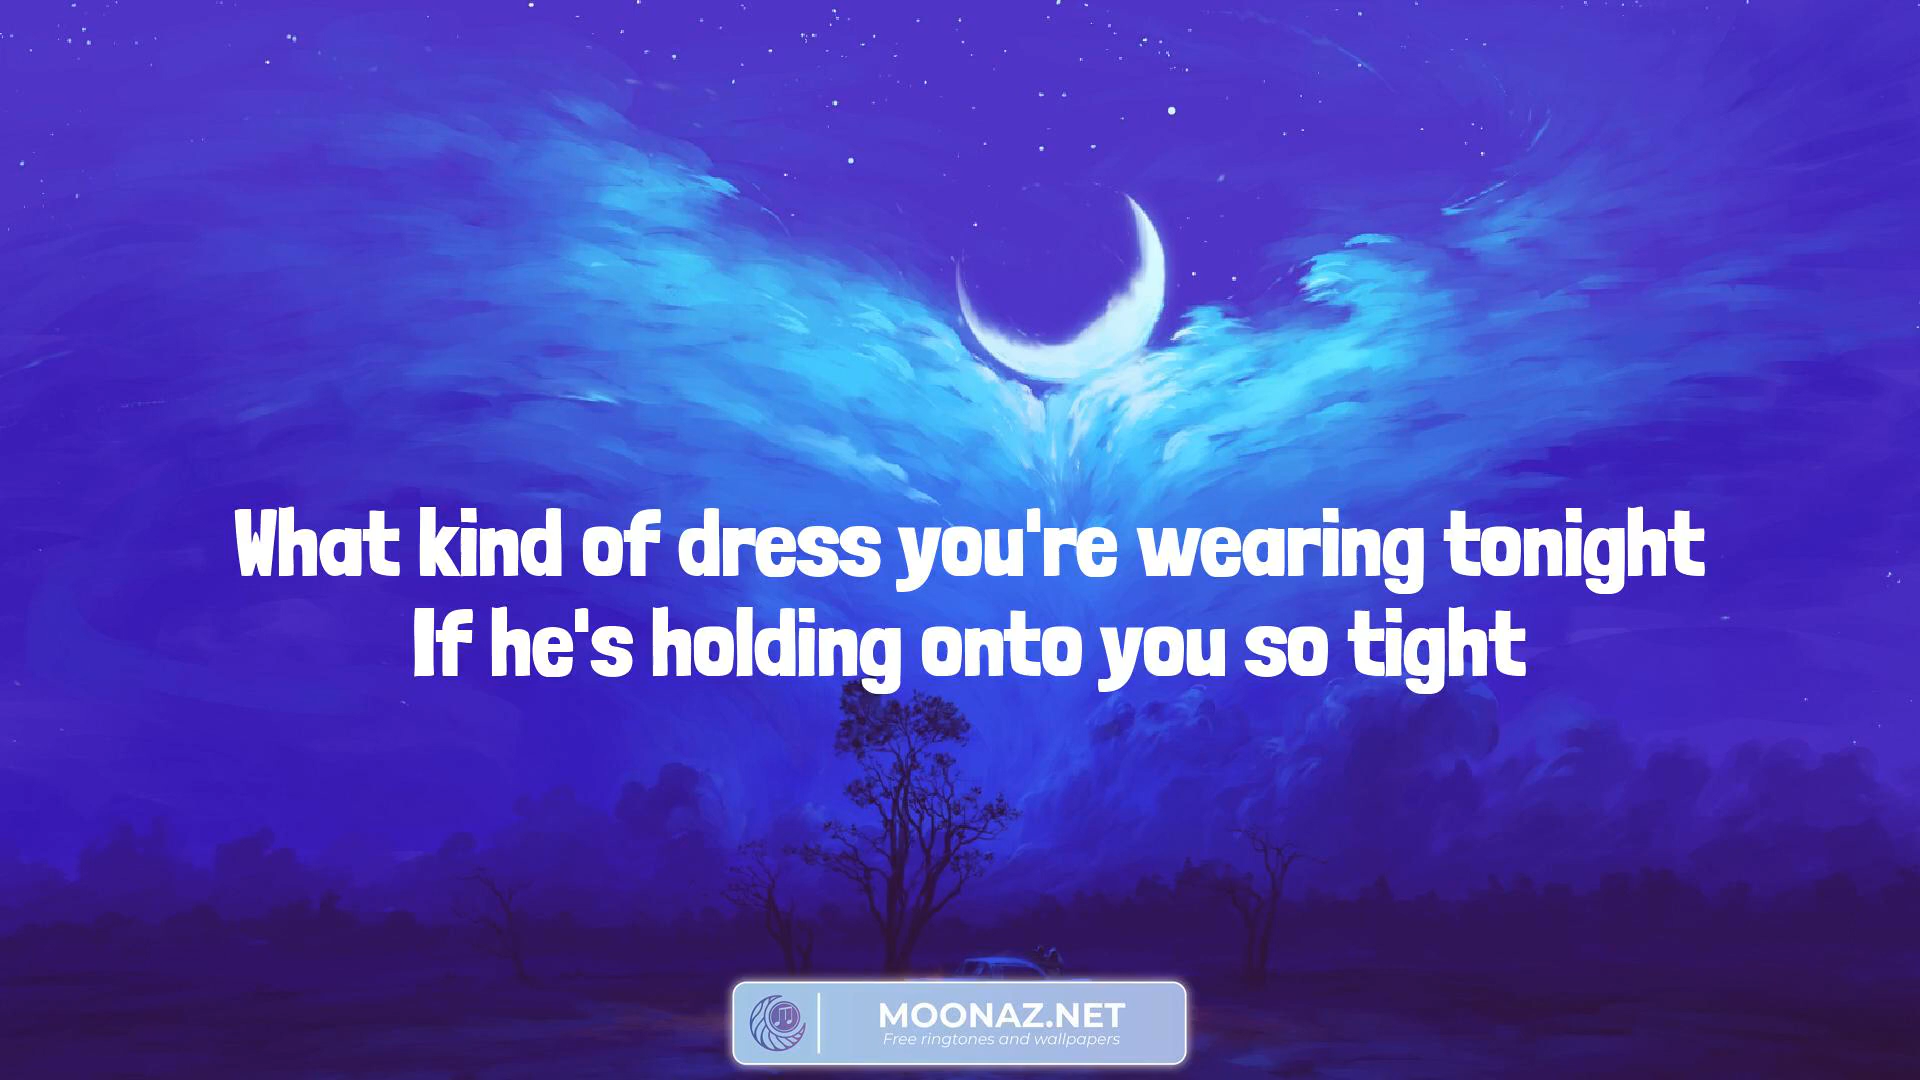 What kind of dress you're wearing tonight
If he's holding onto you so tight
MOONAZ.NET
Free ringtones and wallpapers